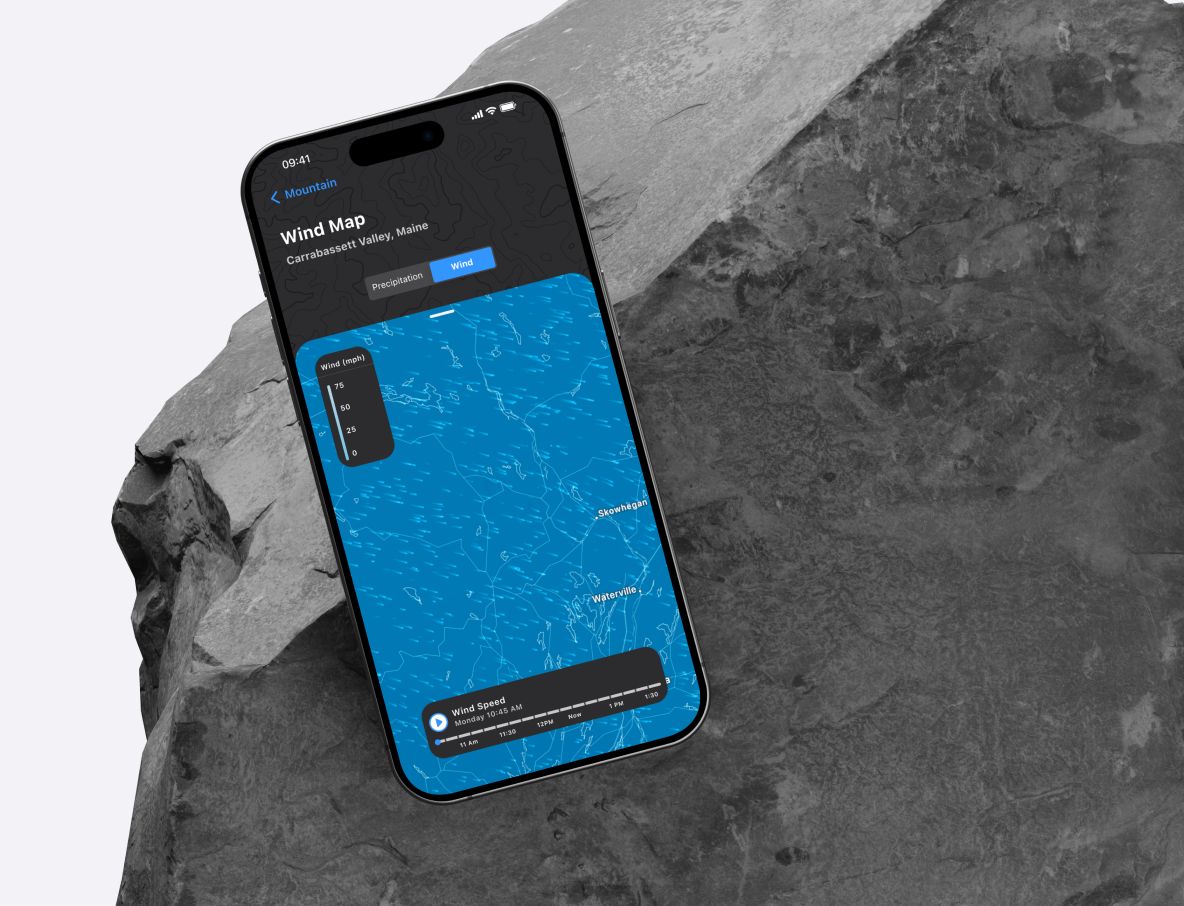 09:41
Mountain
Wind Map
Carrabassett Valley, Maine
Precipitation
Wind
Wind (mph)
75
50
25
0
Skowhegan
Waterville
Wind Speed
Monday 10:45 AM
11 Am
11:30
12PM
Now
1 PM
1:30